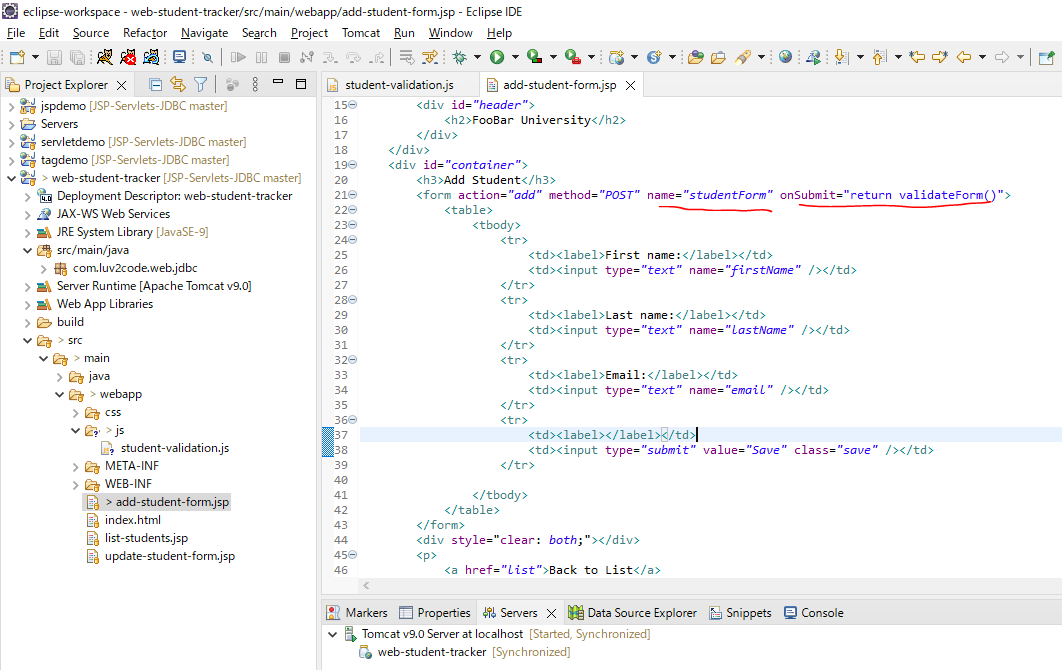 eclipse-workspace - web-student-tracker/src/main/webapp/add-student-form.jsp - Eclipse IDE
File Edit Source Refactor Navigate Search Project Tomcat Run Window Help
Project Explorer
jspdemo [JSP-Servlets-JDBC master]
Servers
servletdemo [JSP-Servlets-JDBC master]
tagdemo [JSP-Servlets-JDBC master]
> web-student-tracker [JSP-Servlets-JDBC master]
Deployment Descriptor: web-student-tracker
JAX-WS Web Services
JRE System Library [JavaSE-9]
src/main/java
com.luv2code.web.jdbc
Server Runtime [Apache Tomcat v9.0]
Web App Libraries
build
> src
> main
java
> webapp
css
> js
student-validation.js
META-INF
WEB-INF
> add-student-form.jsp
index.html
list-students.jsp
update-student-form.jsp
student-validation.js add-student-form.jsp
15 <div id="header">
16 <h2>FooBar University</h2>
17 </div>
18 </div>
19 <div id="container">
20 <h3>Add Student</h3>
21 <form action="add" method="POST" name="studentForm" onSubmit="return validateForm()">
22 <table>
23 <tbody>
24 <tr>
25 <td><label>First name:</label></td>
26 <td><input type="text" name="firstName" /></td>
27 </tr>
28 <tr>
29 <td><label>Last name:</label></td>
30 <td><input type="text" name="lastName" /></td>
31 </tr>
32 <tr>
33 <td><label>Email:</label></td>
34 <td><input type="text" name="email" /></td>
35 </tr>
36 <tr>
37 <td><label></label></td>
38 <td><input type="submit" value="Save" class="save" /></td>
39 </tr>
40
41 </tbody>
42 </table>
43 </form>
44 <div style="clear: both;"></div>
45 <p>
46 <a href="list">Back to List</a>
Markers Properties Servers Data Source Explorer Snippets Console
Tomcat v9.0 Server at localhost [Started, Synchronized]
web-student-tracker [Synchronized]